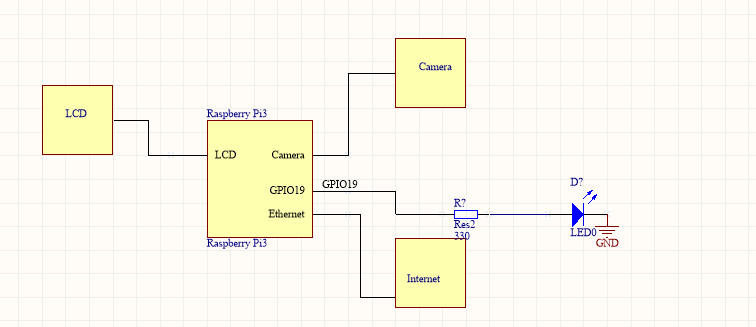 Camera
LCD
Raspberry Pi3
LCD
Camera
GPIO19
GPIO19
Ethernet
Raspberry Pi3
R?
Res2
330
D?
LED0
GND
Internet